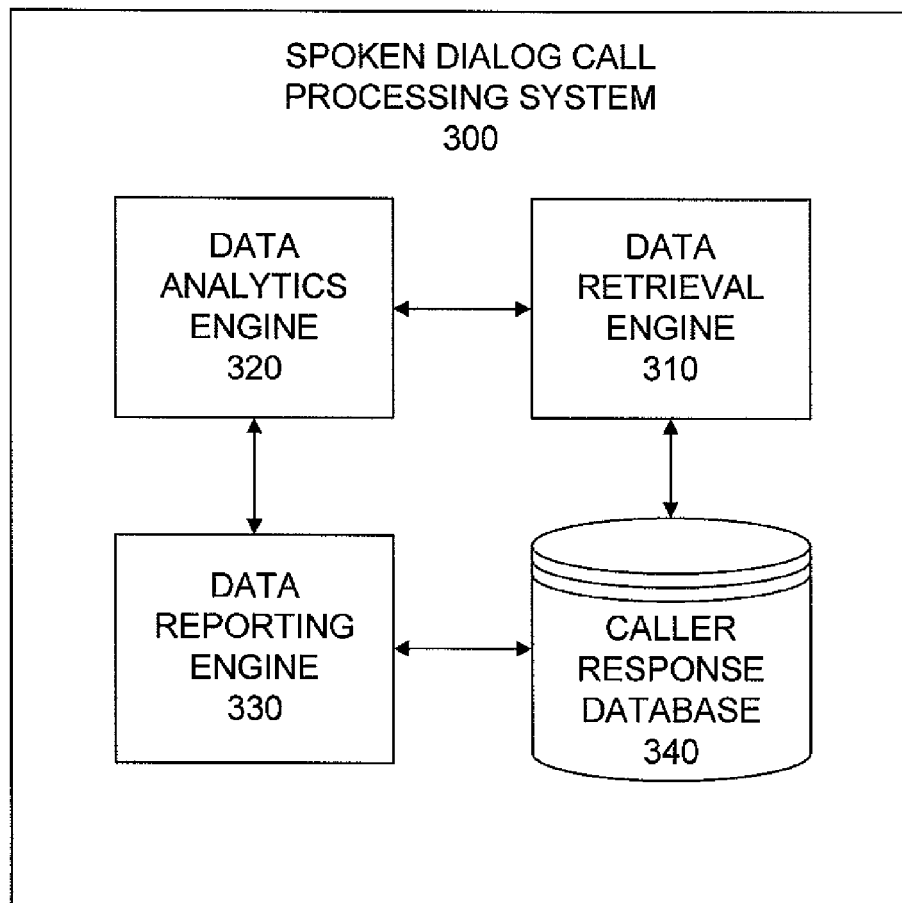 SPOKEN DIALOG CALL
PROCESSING SYSTEM
300
DATA
ANALYTICS
ENGINE
320
DATA
RETRIEVAL
ENGINE
310
DATA
REPORTING
ENGINE
330
CALLER
RESPONSE
DATABASE
340